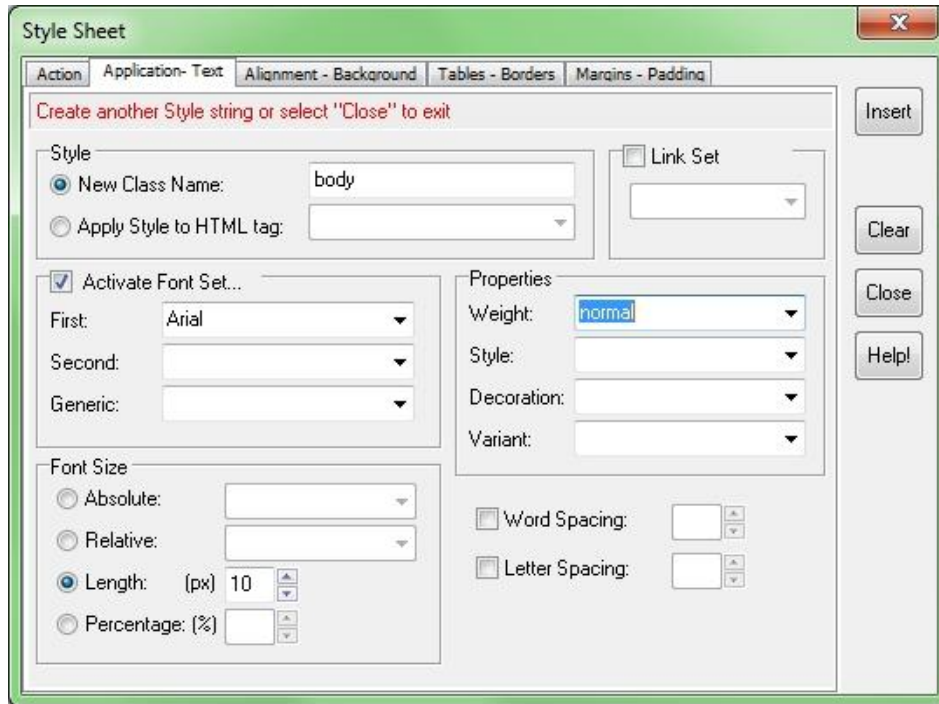 Style Sheet
Action Application- Text Alignment - Background Tables - Borders Margins - Padding
Create another Style string or select "Close" to exit
Insert
Style
New Class Name: body
Apply Style to HTML tag:
Link Set
Clear
Activate Font Set...
First: Arial
Second:
Generic:
Properties
Weight: normal
Style:
Decoration:
Variant:
Close
Help!
Font Size
Absolute:
Relative:
Length: (px) 10
Percentage: (%)
Word Spacing:
Letter Spacing: